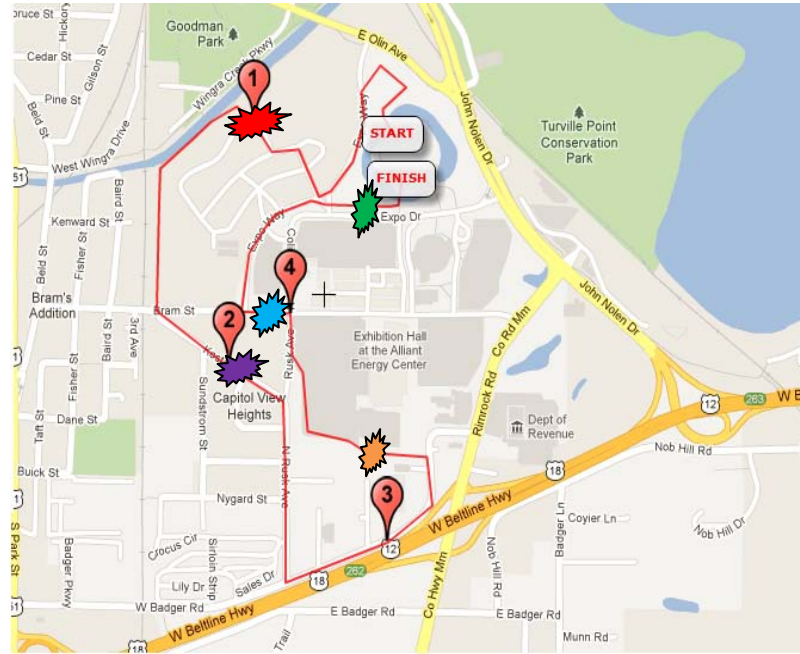 Spruce St
Hickory
Cedar St
Gilson St
Pine St
Beld St
West Wingra Drive
Goodman
Park
Wingra Creek Pkwy
1
E Olin Ave
John Nolen Dr
START
FINISH
Turville Point
Conservation
Park
51
Baird St
Kenward St
Fisher St
Beld St
Expo Way
Expo Dr
Bram's
Addition
3rd Ave
Bram St
4
2
Rusk Ave
Exhibition Hall
at the Alliant
Energy Center
Co Rd Mm
John Nolen Dr
Baird St
Fisher St
Taft St
Dane St
Sundstrom St
Capitol View
Heights
Rimrock Rd
Dept of
Revenue
12
263
W B
Nob Hill Rd
Buick St
N Rusk Ave
Nygard St
3
12
W Beltline Hwy
18
Badger Ln
Coyier Ln
Nob Hill Dr
S Park St
Badger Pkwy
Crocus Cir
Sirloin Strip
Lily Dr
Sales Dr
18
262
Nob Hill Rd
Co Hwy Mm
51
W Badger Rd
W Beltline Hwy
E Badger Rd
E Badger Rd
Trail
Munn Rd
18